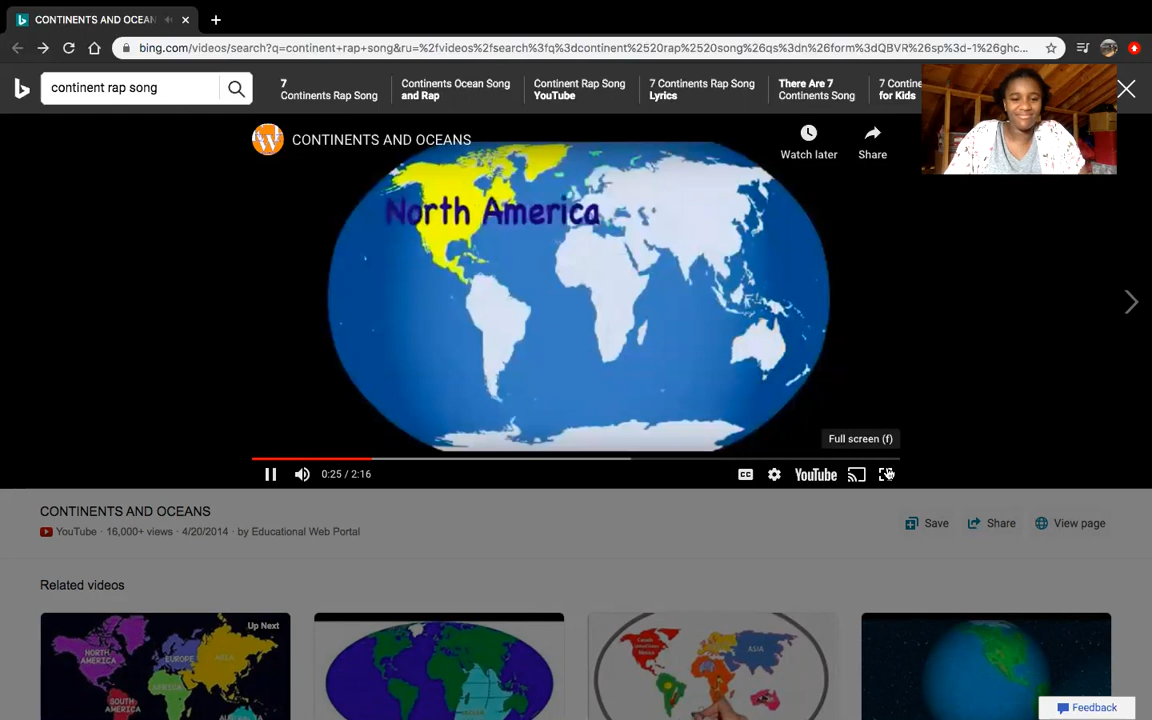 CONTINENTS AND OCEAN
bing.com/videos/search?q=continent+rap+song&ru=%2fvideos%2fsearch%3fq%3dcontinent%2520rap%2520song%26qs%3dn%26form%3dQBVR%26sp%3d-1%26ghc...
continent rap song
7
Continents Rap Song
Continents Ocean Song
and Rap
Continent Rap Song
YouTube
7 Continents Rap Song
Lyrics
There Are 7
Continents Song
7 Contine
for Kids
CONTINENTS AND OCEANS
Watch later
Share
North America
Full screen (f)
0:25 / 2:16
CC
YouTube
CONTINENTS AND OCEANS
YouTube · 16,000+ views · 4/20/2014 · by Educational Web Portal
Save
Share
View page
Related videos
Up Next
NORTH AMERICA
EUROPE
ASIA
AFRICA
SOUTH AMERICA
ASIA
Feedback